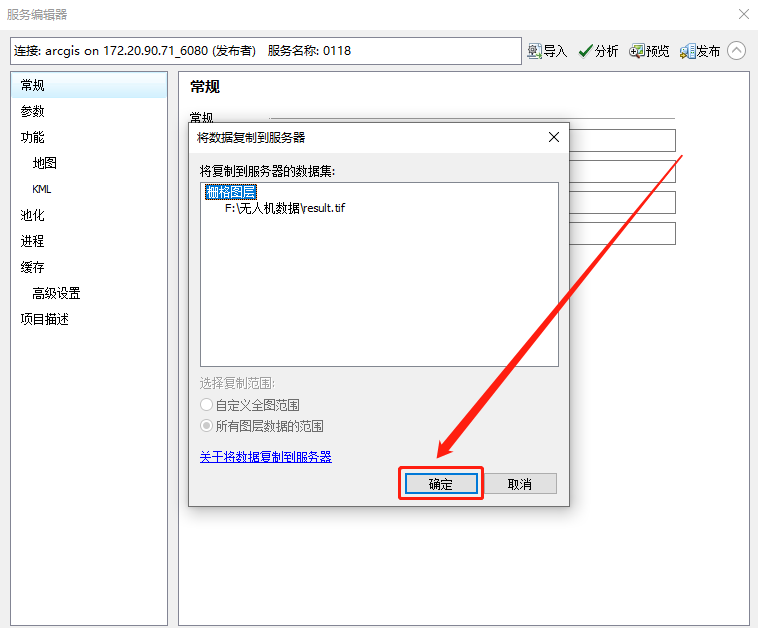 服务编辑器
连接: arcgis on 172.20.90.71_6080 (发布者)   服务名称: 0118
导入 分析 预览 发布
常规
参数
功能
地图
KML
池化
进程
缓存
高级设置
项目描述
常规
常规
将数据复制到服务器
将复制到服务器的数据集:
栅格图层
F:\无人机数据\result.tif
选择复制范围:
自定义全图范围
所有图层数据的范围
关于将数据复制到服务器
确定 取消